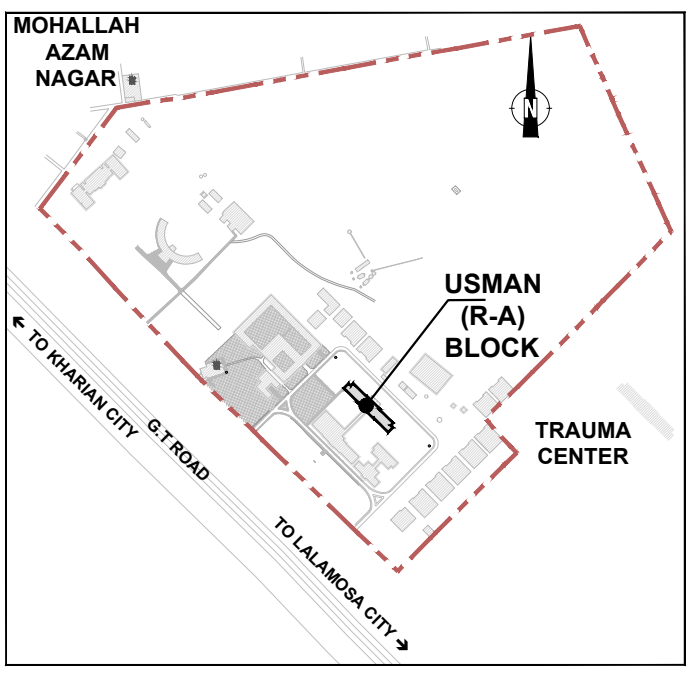 MOHALLAH
AZAM
NAGAR
N
USMAN
(R-A)
BLOCK
TRAUMA
CENTER
TO KHARIAN CITY
G.T ROAD
TO LALAMOSA CITY